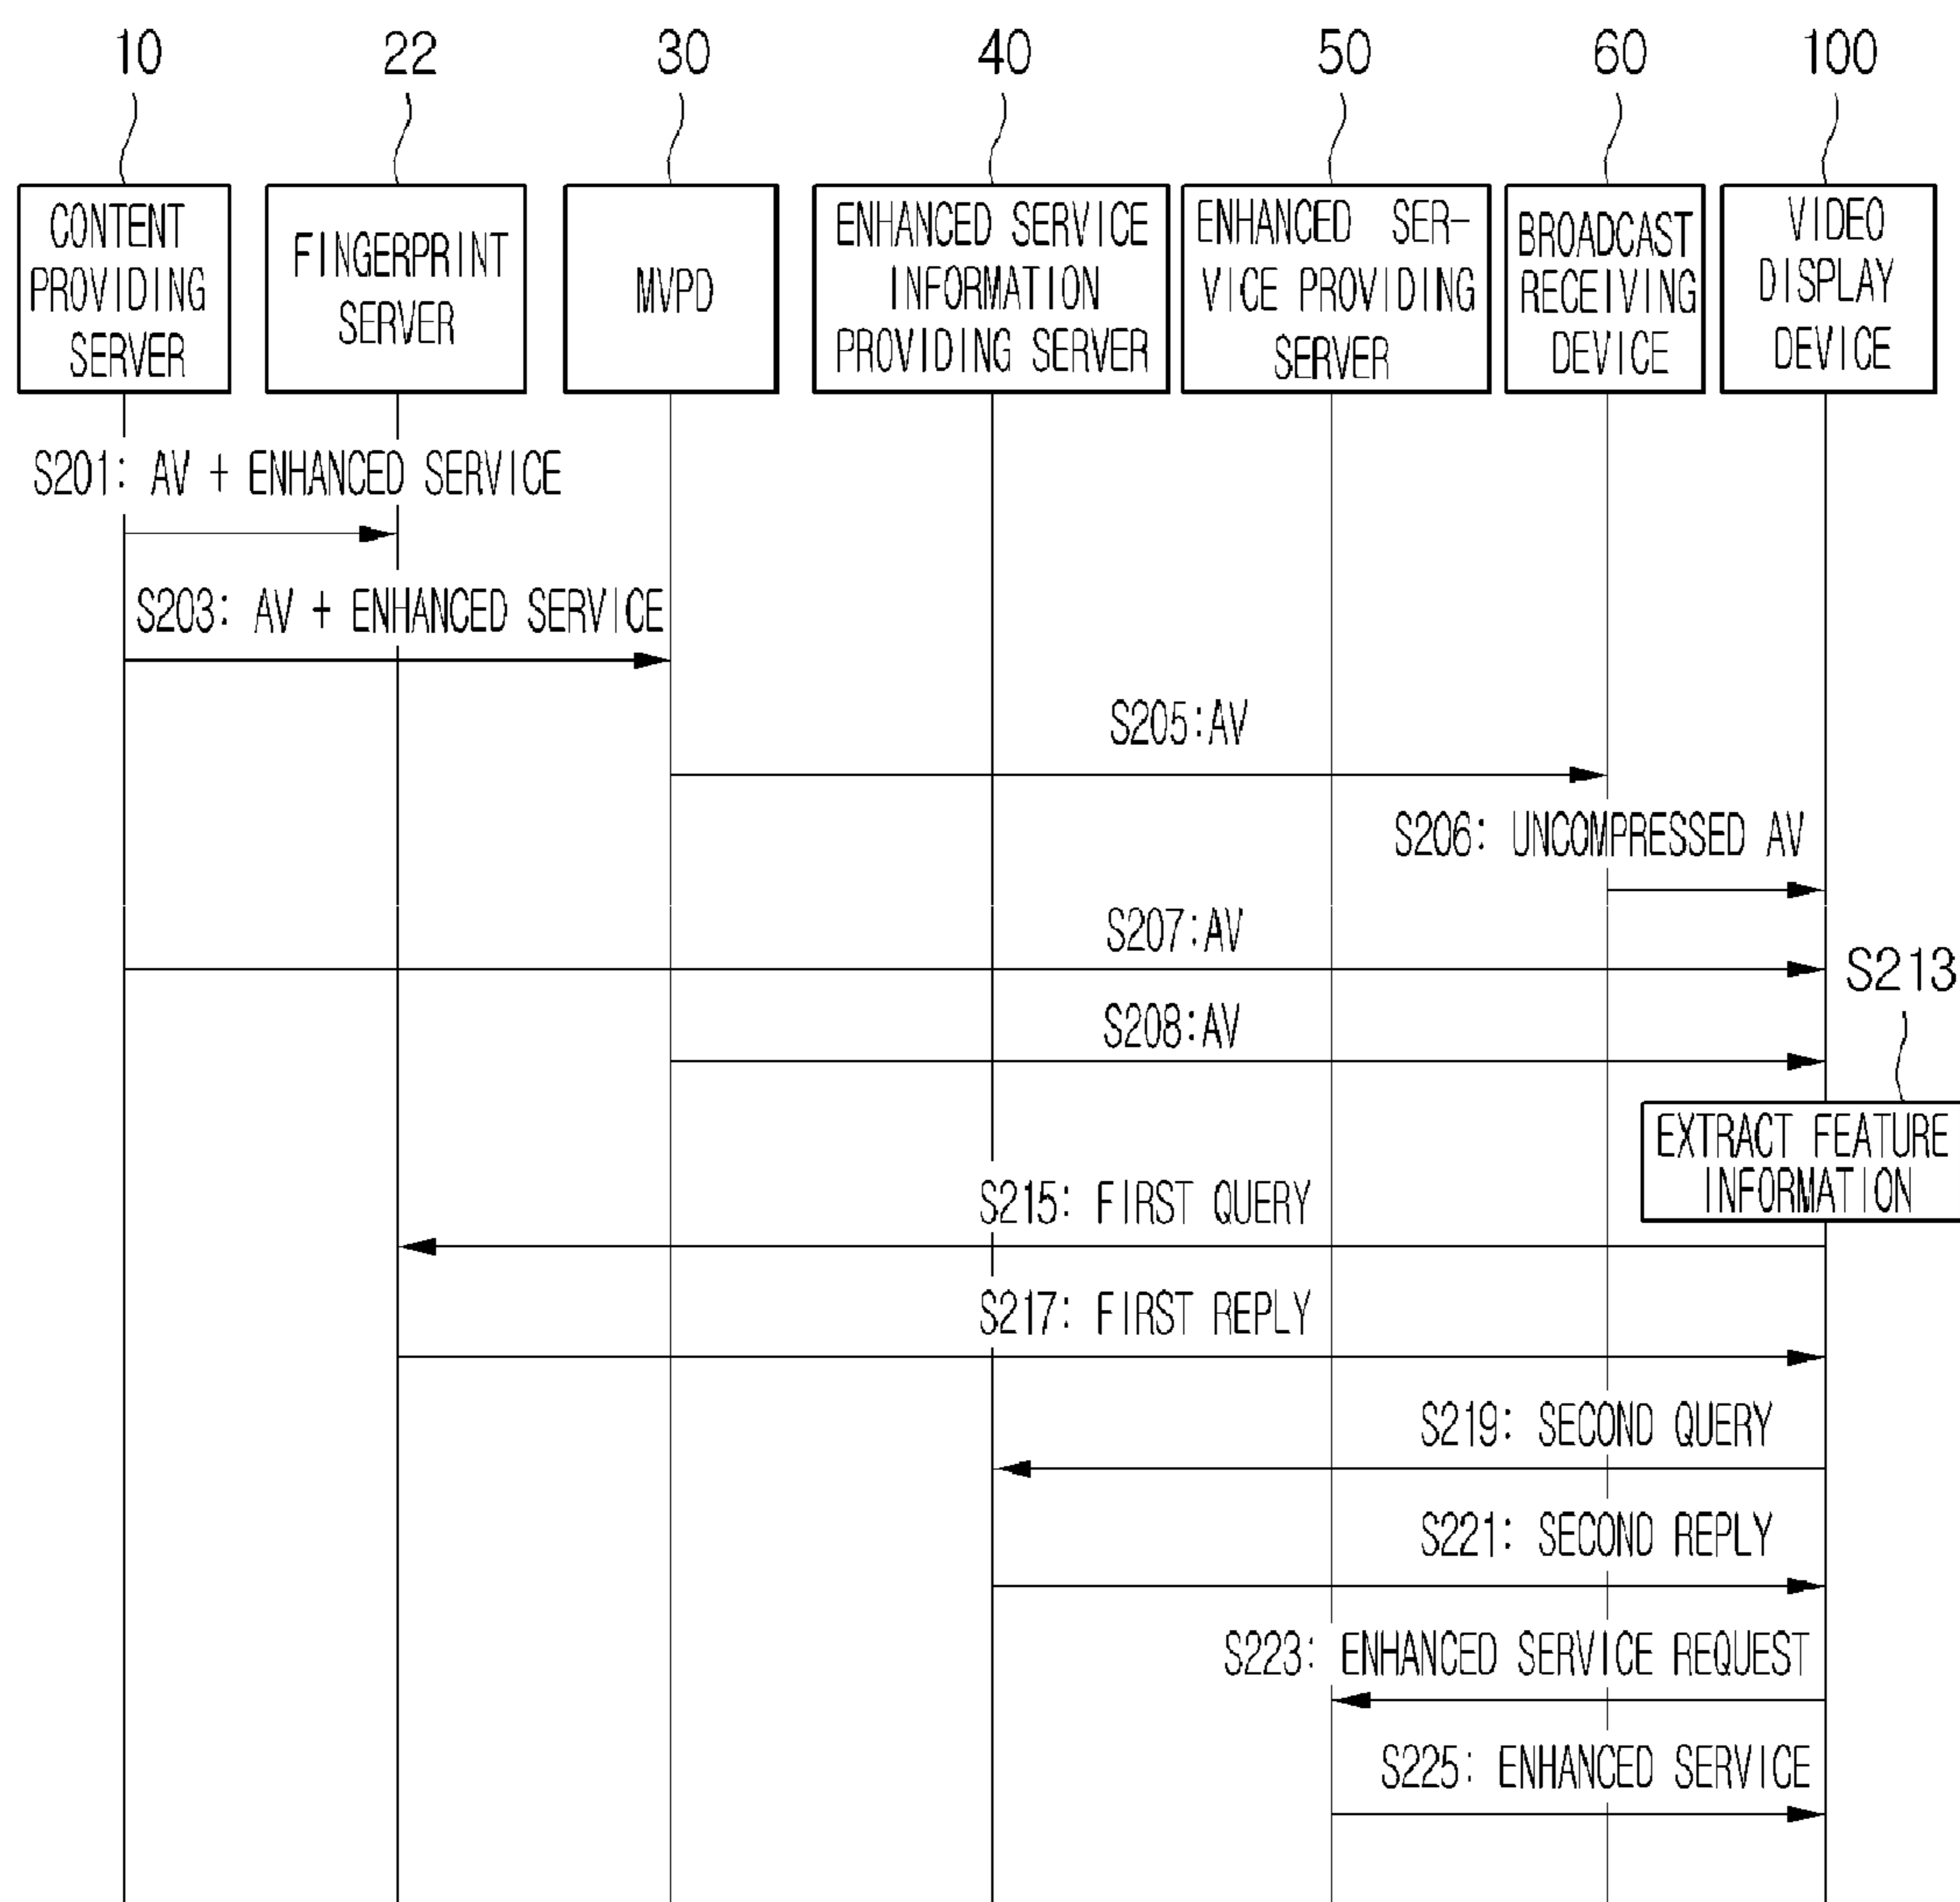 10
22
30
40
50
60
100
CONTENT
PROVIDING
SERVER
FINGERPRINT
SERVER
MVPD
ENHANCED SERVICE
INFORMATION
PROVIDING SERVER
ENHANCED SER-
VICE PROVIDING
SERVER
BROADCAST
RECEIVING
DEVICE
VIDEO
DISPLAY
DEVICE
S201: AV + ENHANCED SERVICE
S203: AV + ENHANCED SERVICE
S205:AV
S206: UNCOMPRESSED AV
S207:AV
S213
S208:AV
EXTRACT FEATURE
INFORMATION
S215: FIRST QUERY
S217: FIRST REPLY
S219: SECOND QUERY
S221: SECOND REPLY
S223: ENHANCED SERVICE REQUEST
S225: ENHANCED SERVICE